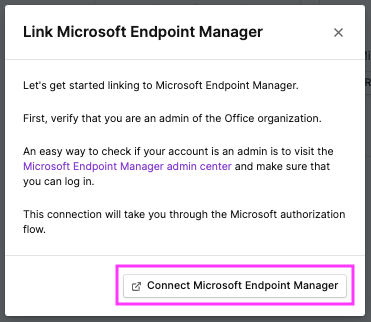 Link Microsoft Endpoint Manager
Let's get started linking to Microsoft Endpoint Manager.
First, verify that you are an admin of the Office organization.
An easy way to check if your account is an admin is to visit the
Microsoft Endpoint Manager admin center and make sure that
you can log in.
This connection will take you through the Microsoft authorization
flow.
Connect Microsoft Endpoint Manager